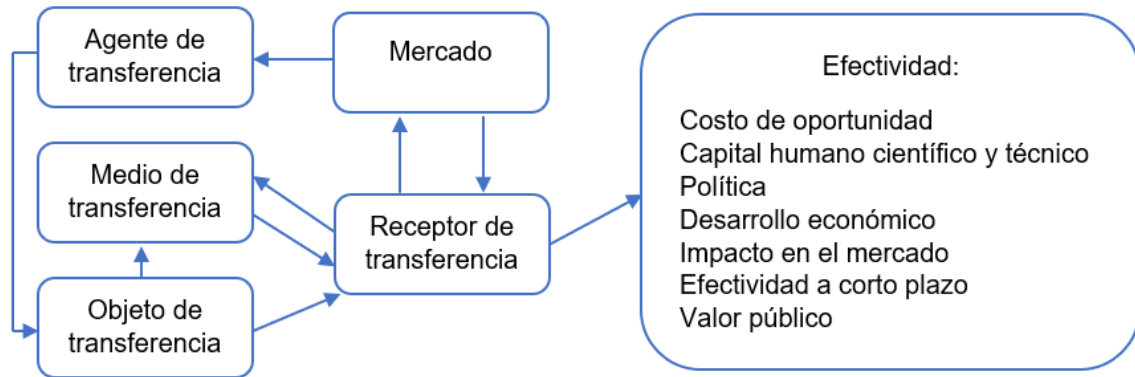 Agente de
transferencia
Mercado
Medio de
transferencia
Receptor de
transferencia
Objeto de
transferencia
Efectividad:
Costo de oportunidad
Capital humano científico y técnico
Política
Desarrollo económico
Impacto en el mercado
Efectividad a corto plazo
Valor público